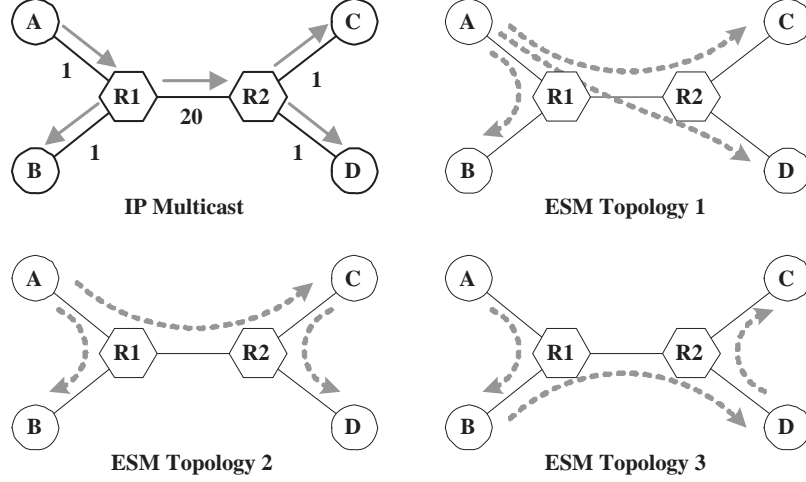 A
C
1
1
R1
R2
20
1
1
B
D
IP Multicast
A
C
R1
R2
B
D
ESM Topology 1
A
C
R1
R2
B
D
ESM Topology 2
A
C
R1
R2
B
D
ESM Topology 3